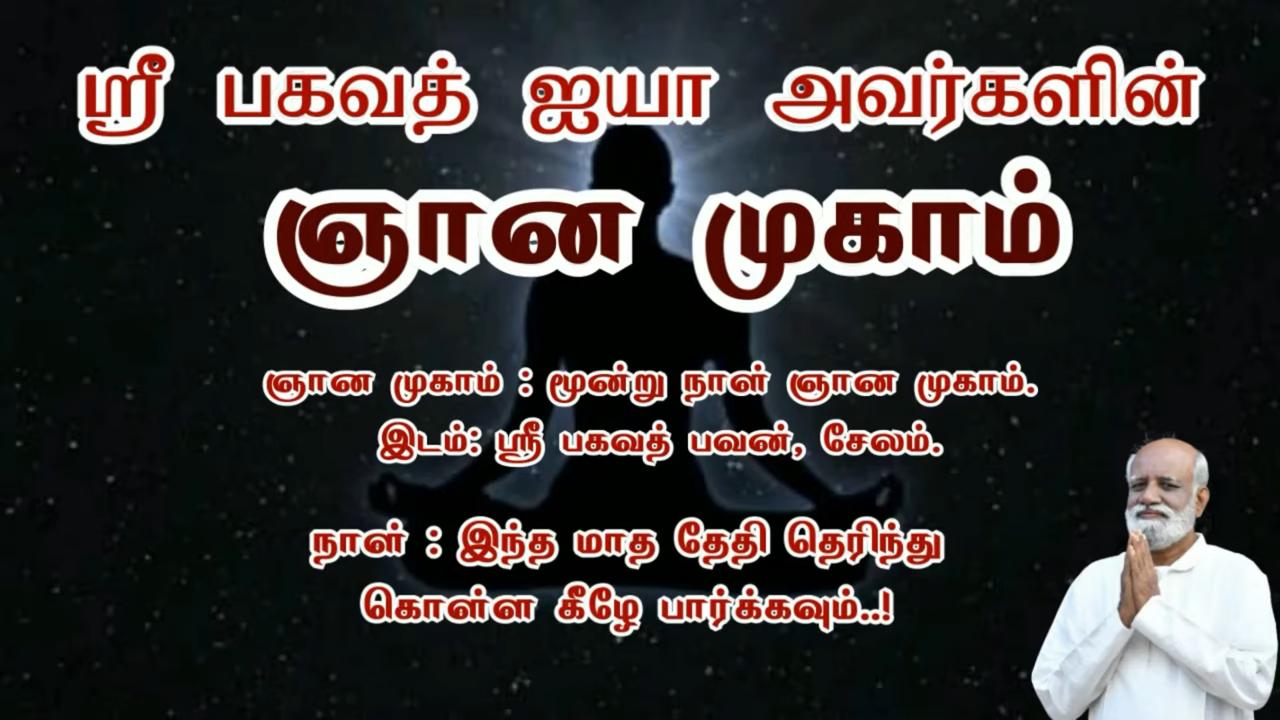 ஸ்ரீ பகவத் ஐயா அவர்களின்
ஞான முகாம்
ஞான முகாம் : மூன்று நாள் ஞான முகாம்.
இடம்: ஸ்ரீ பகவத் பவன், சேலம்.
நாள் : இந்த மாத தேதி தெரிந்து
கொள்ள கீழே பார்க்கவும்..!